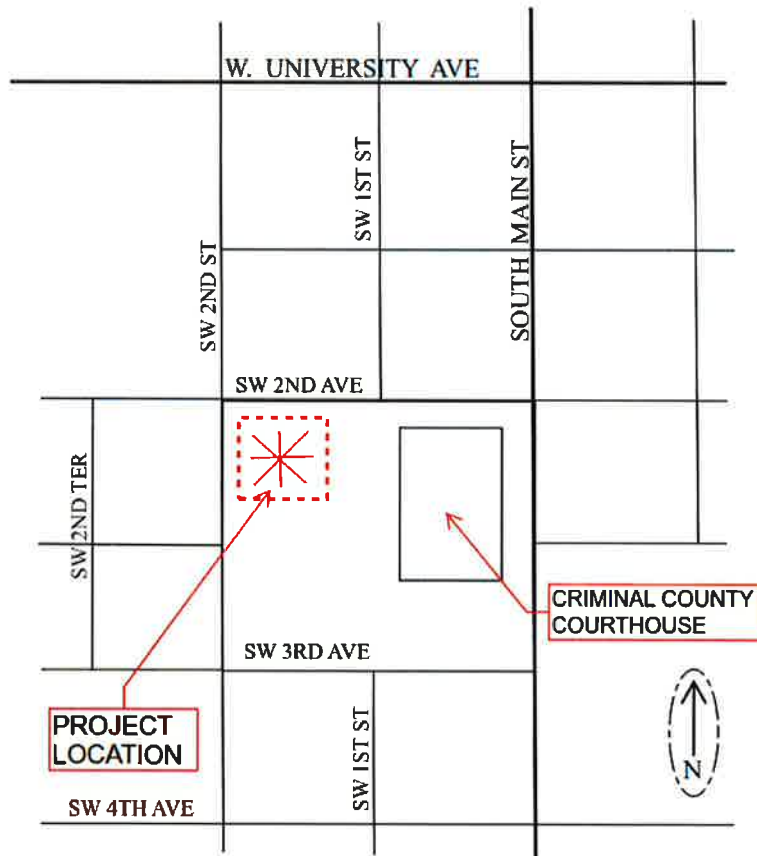 W. UNIVERSITY AVE
SW 1ST ST
SOUTH MAIN ST
SW 2ND ST
SW 2ND AVE
SW 2ND TER
CRIMINAL COUNTY
COURTHOUSE
SW 3RD AVE
PROJECT
LOCATION
SW 1ST ST
N
SW 4TH AVE